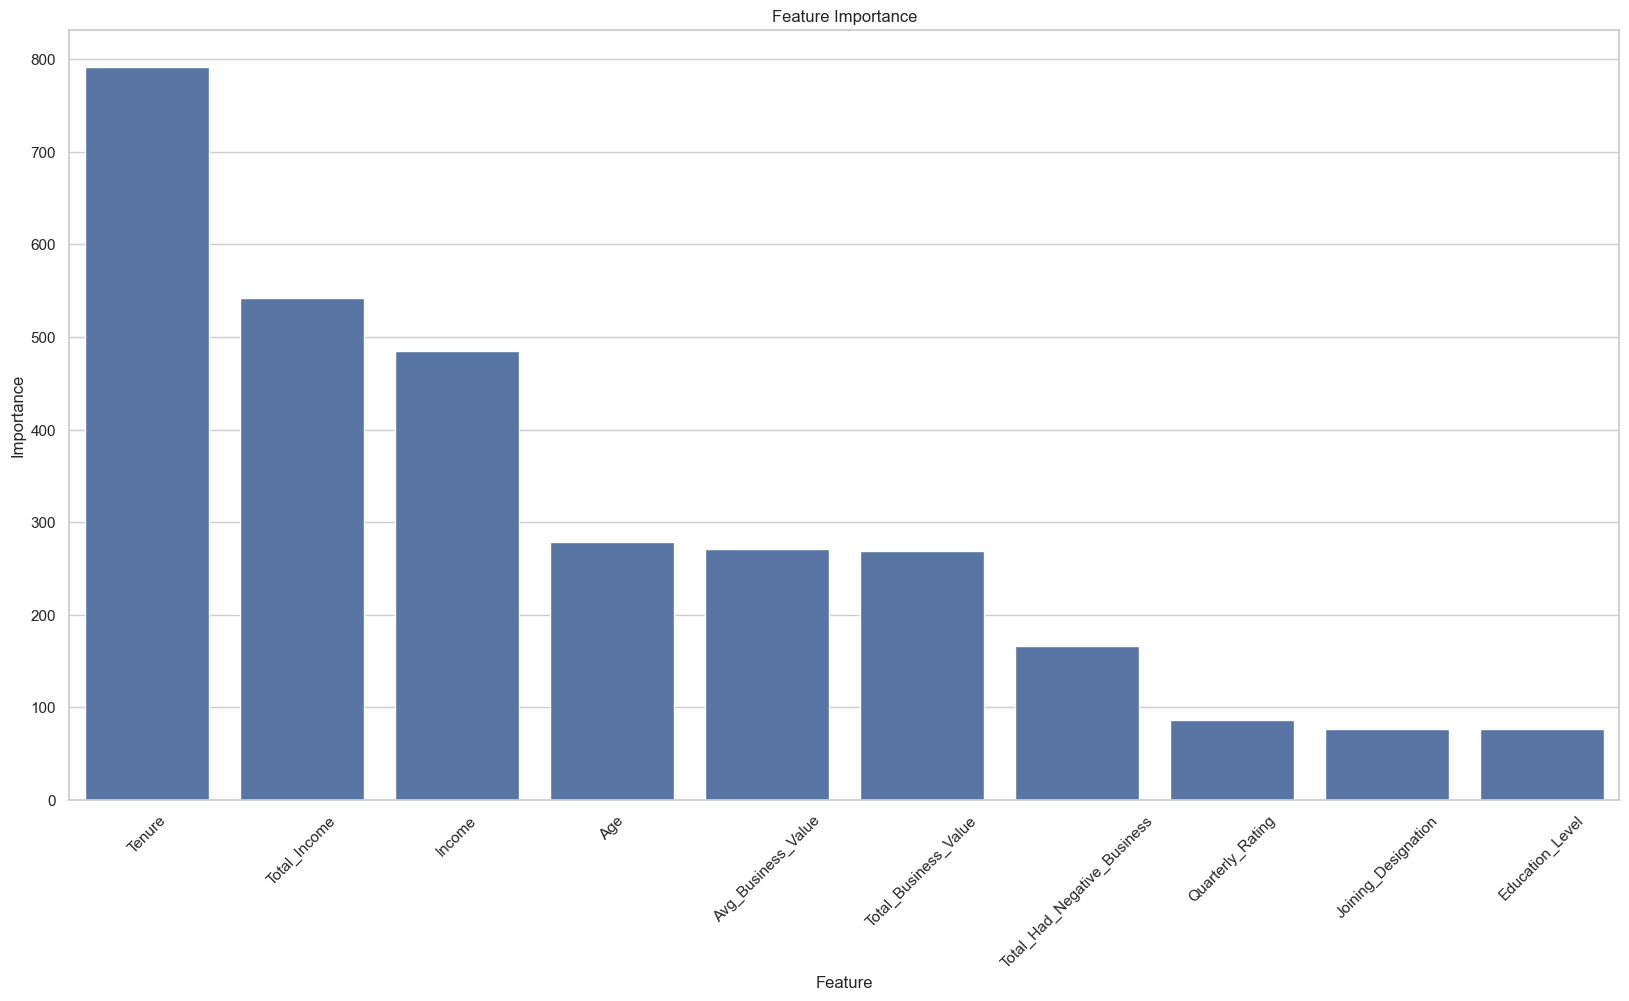 Feature Importance
800
700
600
500
400
300
200
100
0
Importance
Tenure
Total_Income
Income
Age
Avg_Business_Value
Total_Business_Value
Total_Had_Negative_Business
Quarterly_Rating
Joining_Designation
Education_Level
Feature